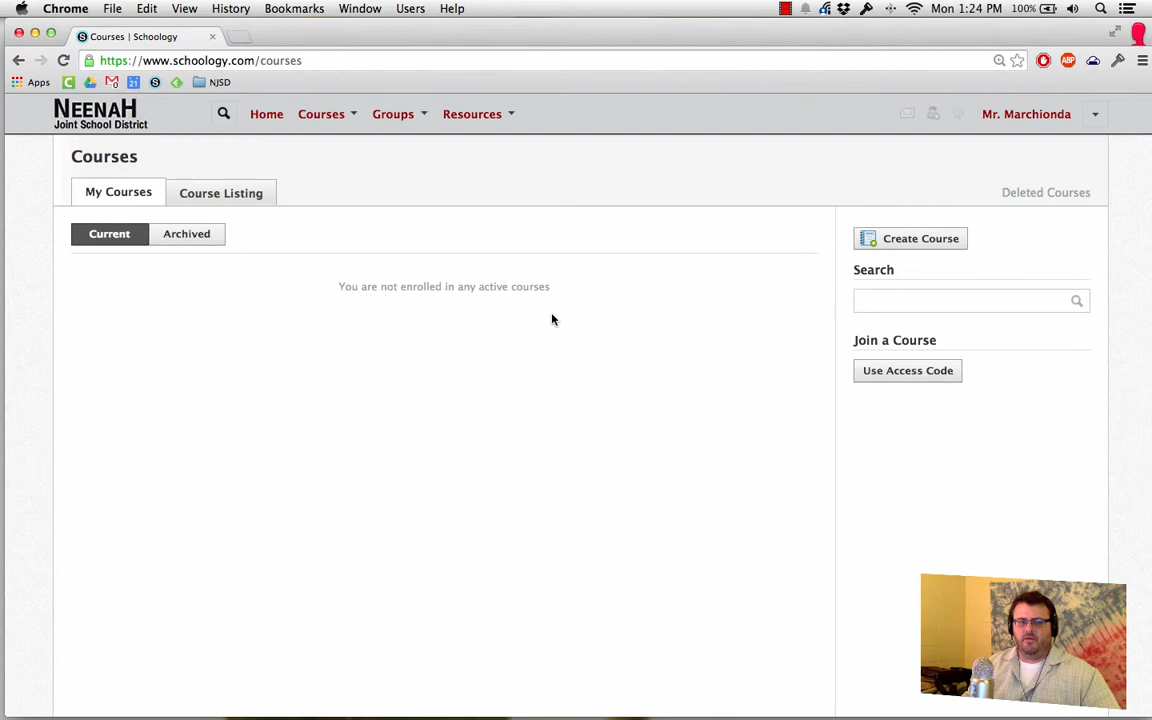 Chrome File Edit View History Bookmarks Window Users Help Mon 1:24 PM 100%
Courses | Schoology
https://www.schoology.com/courses
Apps NJSD
NEENAH
Joint School District
Home Courses Groups Resources Mr. Marchionda
Courses
My Courses Course Listing Deleted Courses
Current Archived
You are not enrolled in any active courses
Create Course
Search
Join a Course
Use Access Code